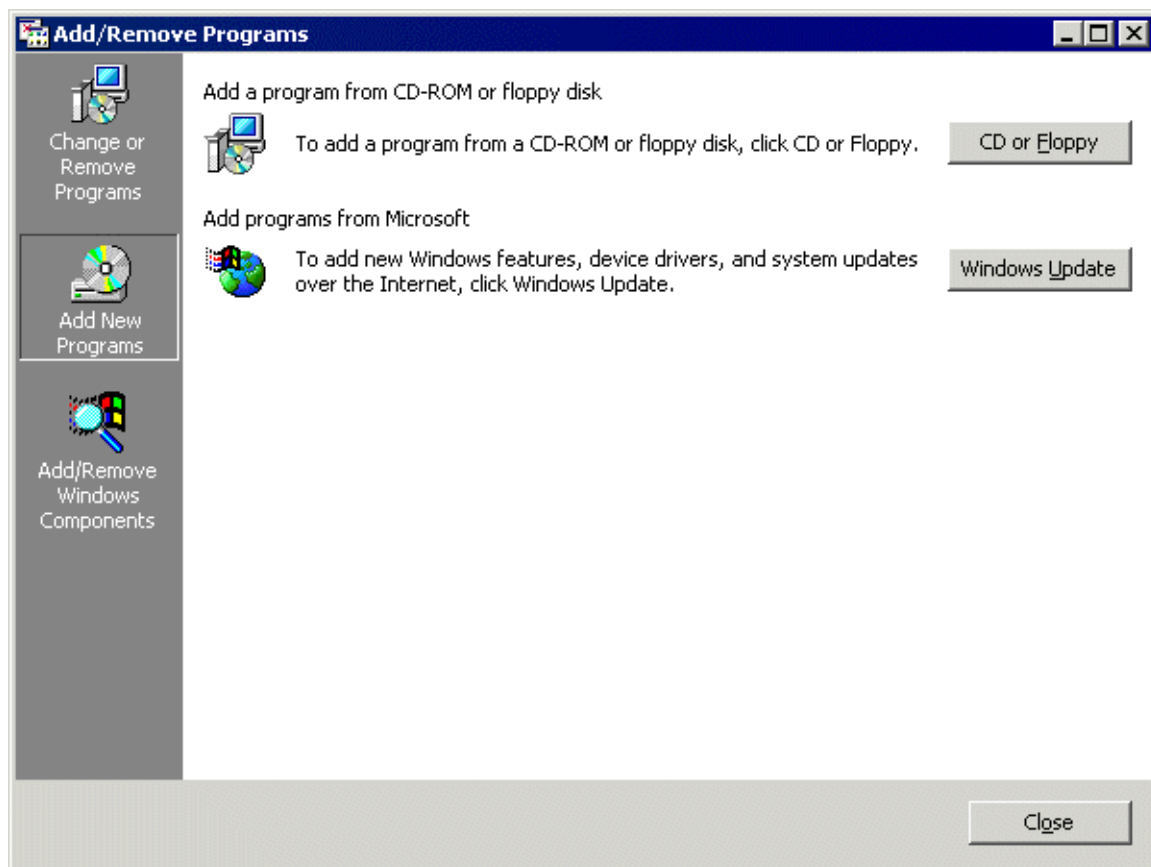 Add/Remove Programs
Change or
Remove
Programs
Add New
Programs
Add/Remove
Windows
Components
Add a program from CD-ROM or floppy disk
To add a program from a CD-ROM or floppy disk, click CD or Floppy.
CD or Floppy
Add programs from Microsoft
To add new Windows features, device drivers, and system updates
over the Internet, click Windows Update.
Windows Update
Close